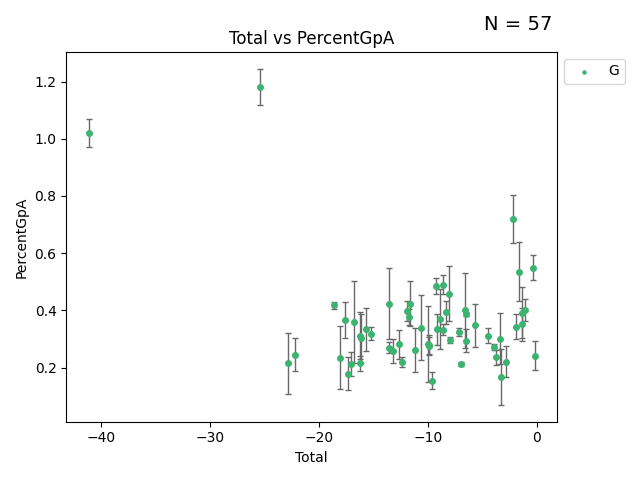 N = 57
Total vs PercentGpA
G
PercentGpA
1.2
1.0
0.8
0.6
0.4
0.2
−40
−30
−20
−10
0
Total